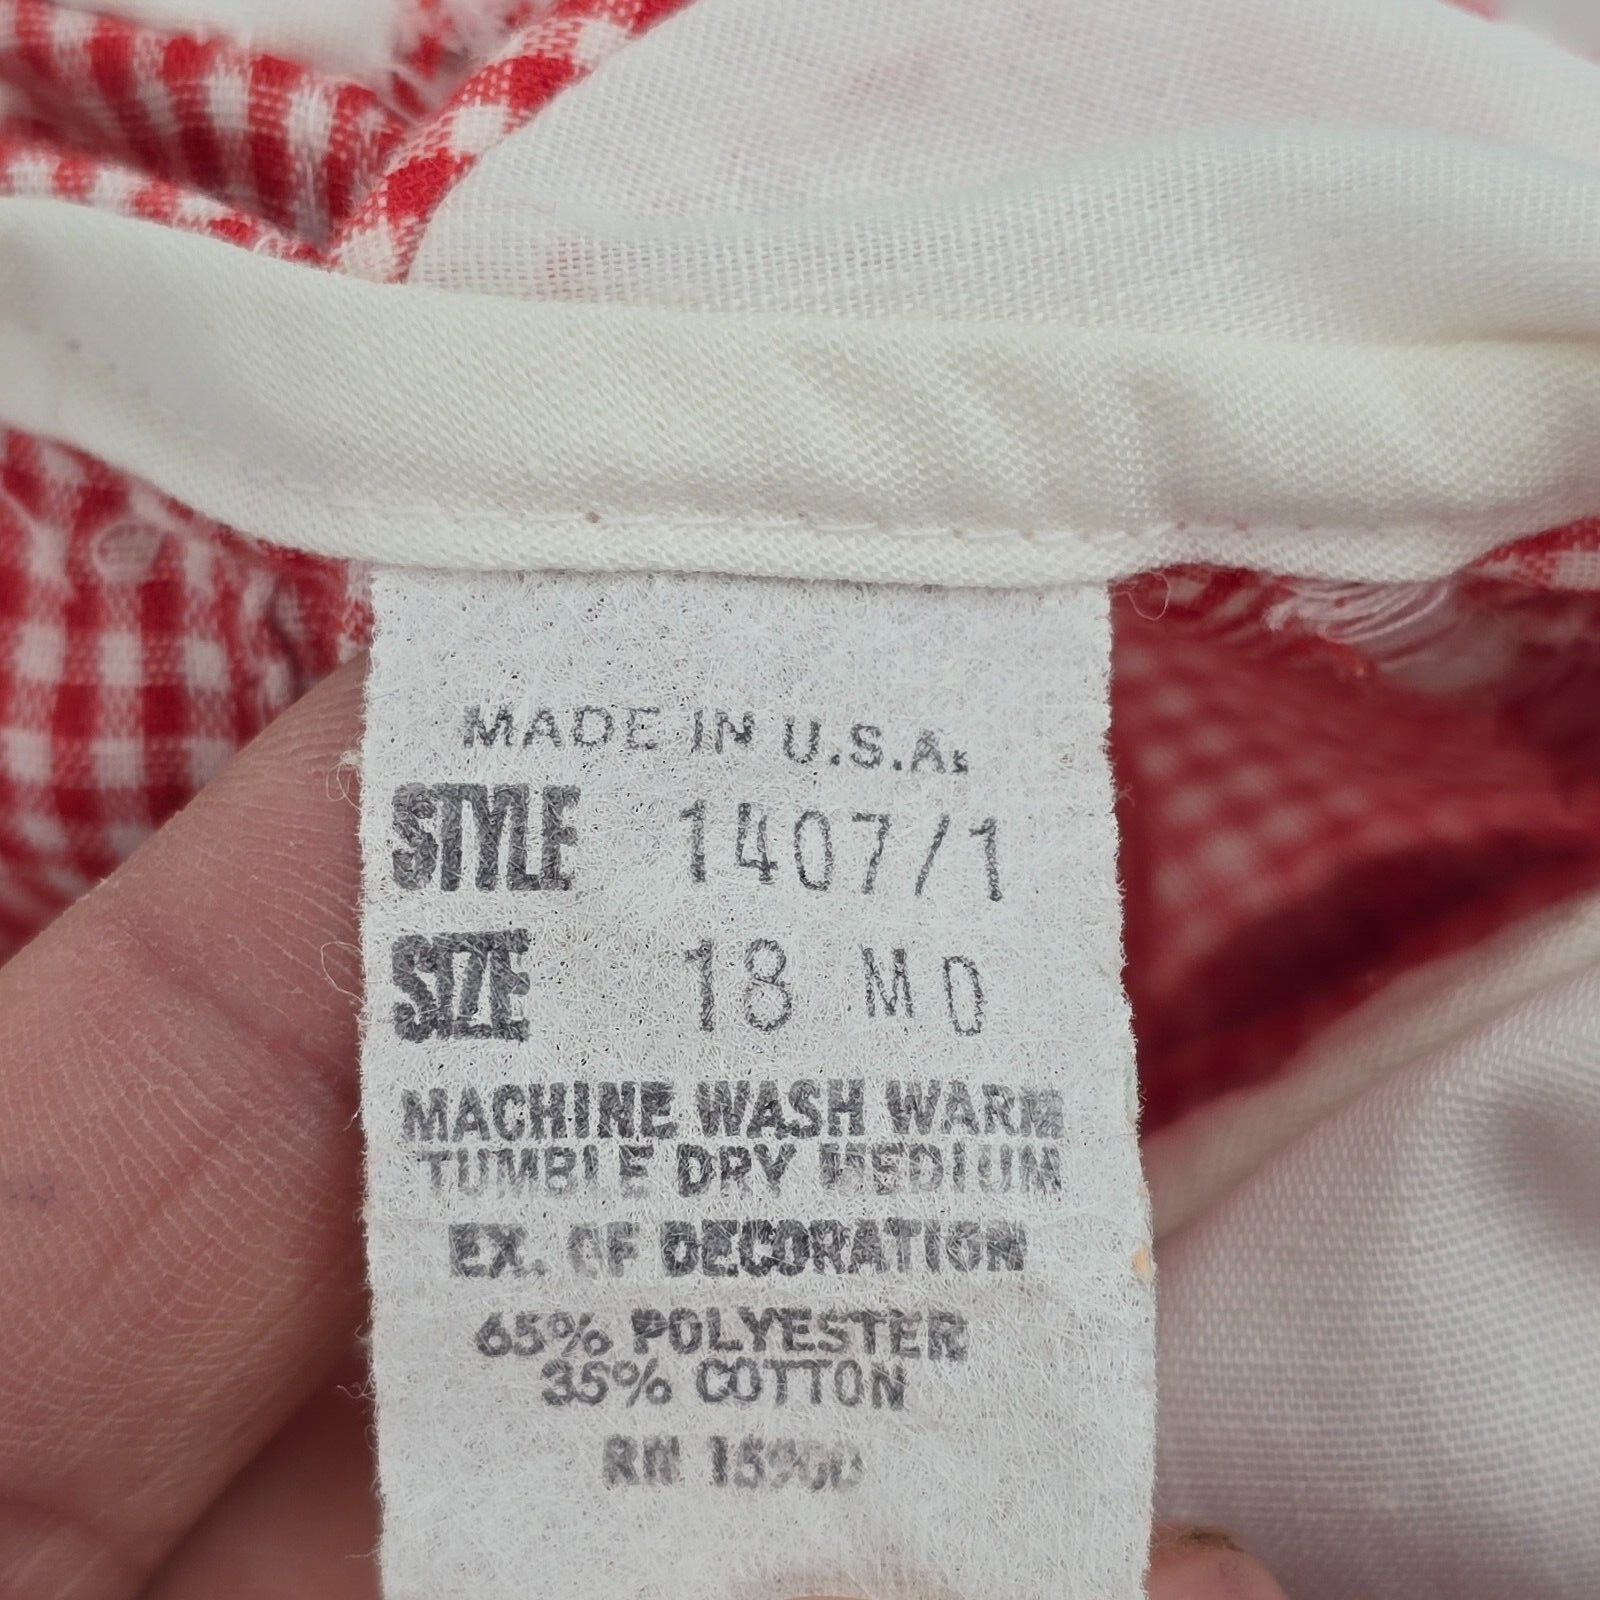 MADE IN U.S.A.
STYLE 1407/1
SIZE 18 MO
MACHINE WASH WARM
TUMBLE DRY MEDIUM
EX. OF DECORATION
65% POLYESTER
35% COTTON
RN 15900